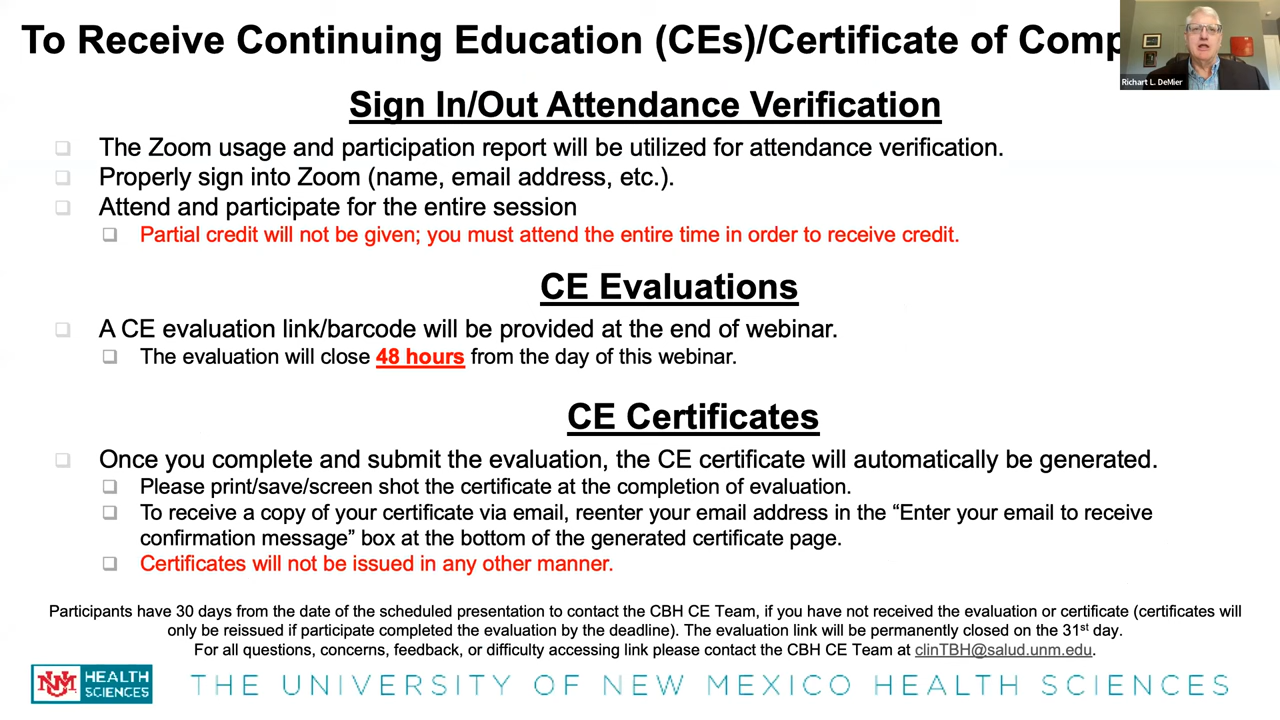 To Receive Continuing Education (CEs)/Certificate of Comp
Richart L. DeMier
Sign In/Out Attendance Verification
The Zoom usage and participation report will be utilized for attendance verification.
Properly sign into Zoom (name, email address, etc.).
Attend and participate for the entire session
Partial credit will not be given; you must attend the entire time in order to receive credit.
CE Evaluations
A CE evaluation link/barcode will be provided at the end of webinar.
The evaluation will close 48 hours from the day of this webinar.
CE Certificates
Once you complete and submit the evaluation, the CE certificate will automatically be generated.
Please print/save/screen shot the certificate at the completion of evaluation.
To receive a copy of your certificate via email, reenter your email address in the “Enter your email to receive
confirmation message” box at the bottom of the generated certificate page.
Certificates will not be issued in any other manner.
Participants have 30 days from the date of the scheduled presentation to contact the CBH CE Team, if you have not received the evaluation or certificate (certificates will
only be reissued if participate completed the evaluation by the deadline). The evaluation link will be permanently closed on the 31st day.
For all questions, concerns, feedback, or difficulty accessing link please contact the CBH CE Team at clinTBH@salud.unm.edu.
UNM HEALTH
SCIENCES
THE UNIVERSITY OF NEW MEXICO HEALTH SCIENCES